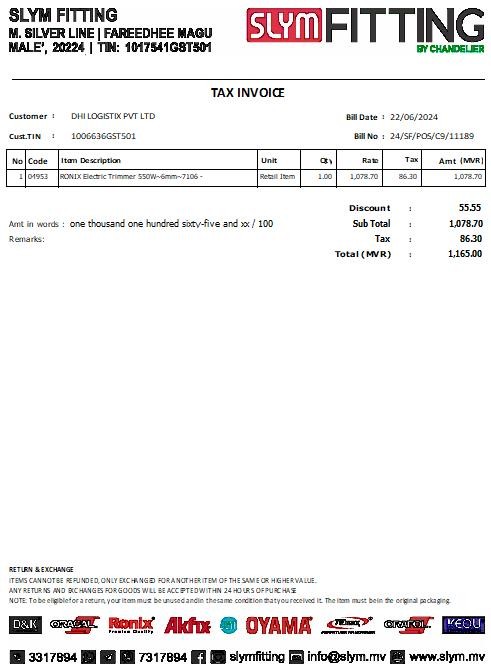 SLYM FITTING
M. SILVER LINE | FAREEDHEE MAGU
MALE', 20224 | TIN: 1017541GST501
SLYM FITTING
BY CHANDELIER
TAX INVOICE
Customer : DHI LOGISTIX PVT LTD
Bill Date : 22/06/2024
Cust.TIN : 1006636GST501
Bill No : 24/SF/POS/C9/11189
No Code Item Description Unit Qty Rate Tax Amt (MVR)
1 04953 RONIX Electric Trimmer 550W~6mm~7106 - Retail Item 1.00 1,078.70 86.30 1,078.70
Discount : 55.55
Amt in words : one thousand one hundred sixty-five and xx / 100
Sub Total : 1,078.70
Remarks:
Tax : 86.30
Total (MVR) : 1,165.00
RETURN & EXCHANGE
ITEMS CANNOT BE REFUNDED, ONLY EXCHANGED FOR ANOTHER ITEM OF THE SAME OR HIGHER VALUE.
ANY RETURNS AND EXCHANGES FOR GOODS WILL BE ACCEPTED WITHIN 24 HOURS OF PURCHASE
NOTE: To be eligible for a return, your item must be unused and in the same condition that you received it. The item must be in the original packaging.
D&K Ronix Akfix OYAMA KEQU
3317894 7317894 slymfitting info@slym.mv www.slym.mv